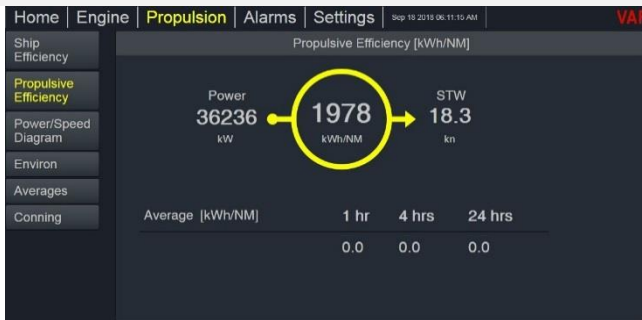 Home Engine Propulsion Alarms Settings Sep 18 2018 06:11:15 AM
Ship
Efficiency
Propulsive
Efficiency
Power/Speed
Diagram
Environ
Averages
Conning
Propulsive Efficiency [kWh/NM]
Power
36236
kW
1978
kWh/NM
STW
18.3
kn
Average [kWh/NM] 1 hr 4 hrs 24 hrs
0.0 0.0 0.0